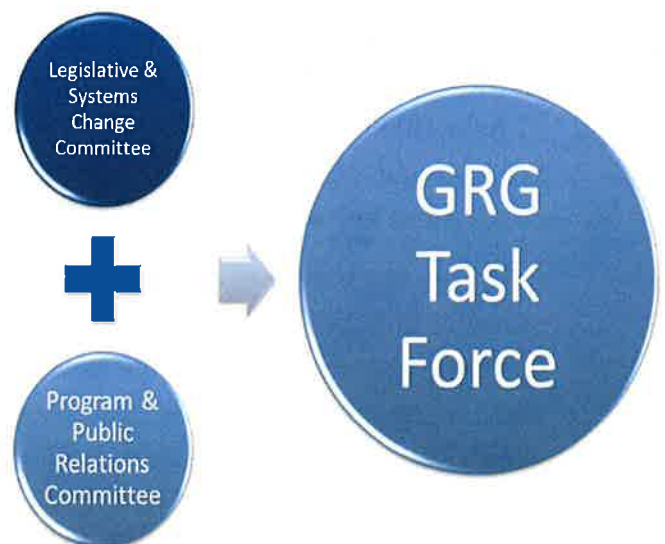 Legislative &
Systems
Change
Committee
Program &
Public
Relations
Committee
GRG
Task
Force